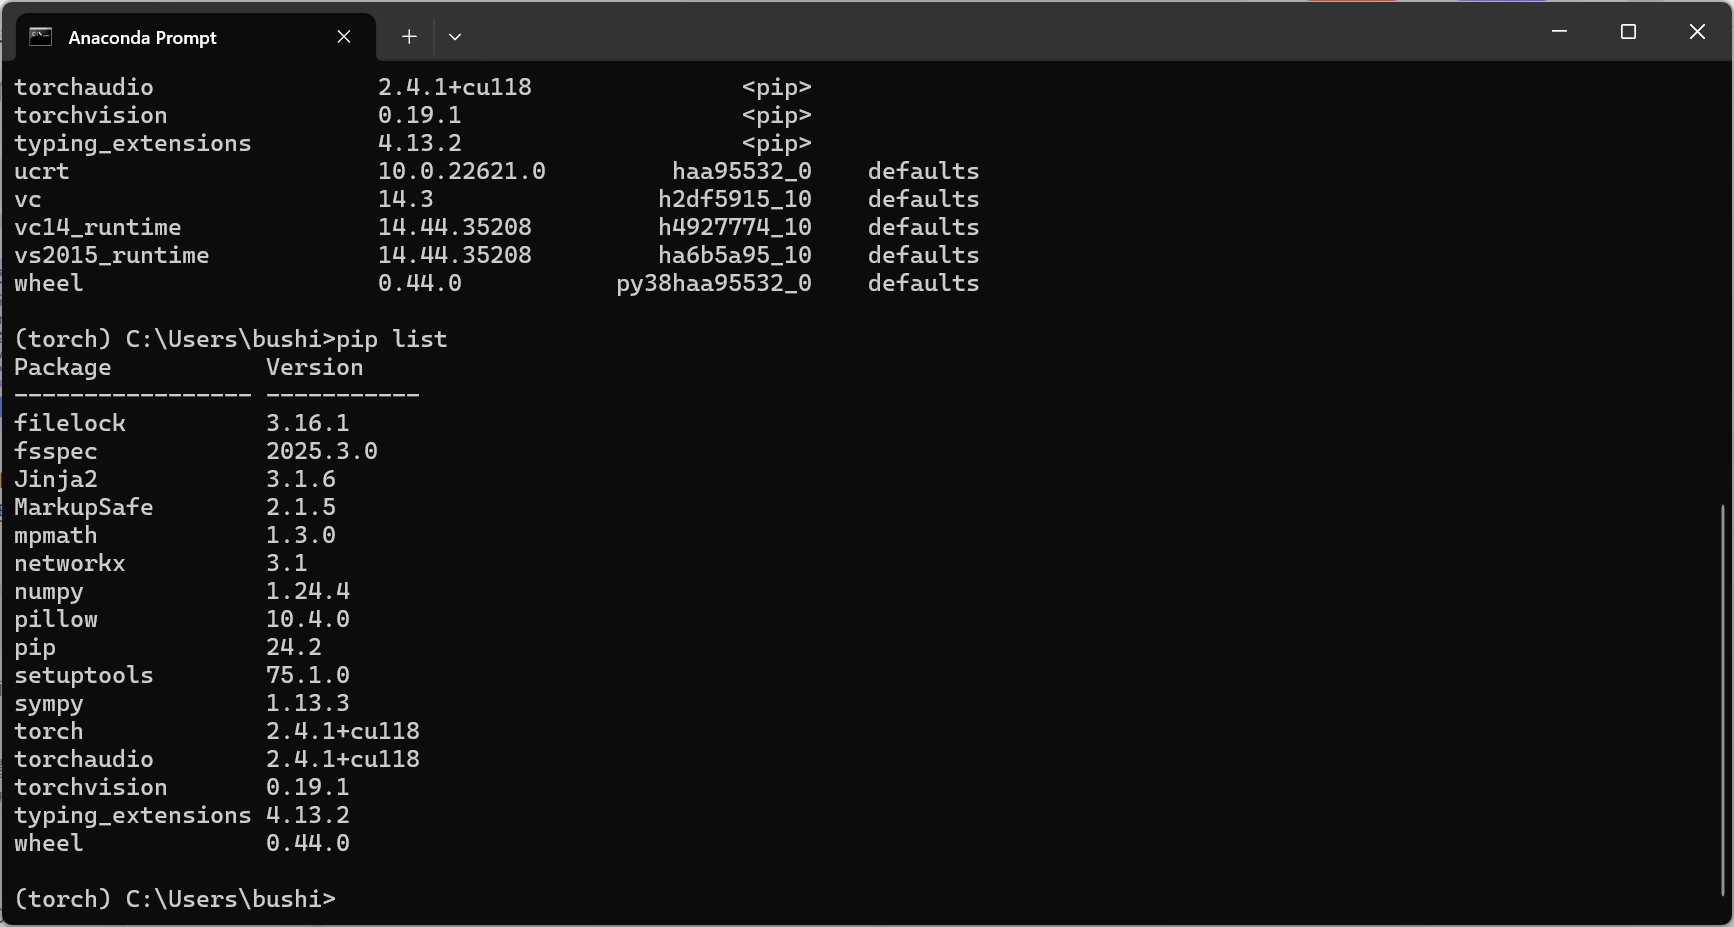 Anaconda Prompt
torchaudio 2.4.1+cu118 <pip>
torchvision 0.19.1 <pip>
typing_extensions 4.13.2 <pip>
ucrt 10.0.22621.0 haa95532_0 defaults
vc 14.3 h2df5915_10 defaults
vc14_runtime 14.44.35208 h4927774_10 defaults
vs2015_runtime 14.44.35208 ha6b5a95_10 defaults
wheel 0.44.0 py38haa95532_0 defaults
(torch) C:\Users\bushi>pip list
Package Version
----------------- -----------
filelock 3.16.1
fsspec 2025.3.0
Jinja2 3.1.6
MarkupSafe 2.1.5
mpmath 1.3.0
networkx 3.1
numpy 1.24.4
pillow 10.4.0
pip 24.2
setuptools 75.1.0
sympy 1.13.3
torch 2.4.1+cu118
torchaudio 2.4.1+cu118
torchvision 0.19.1
typing_extensions 4.13.2
wheel 0.44.0
(torch) C:\Users\bushi>